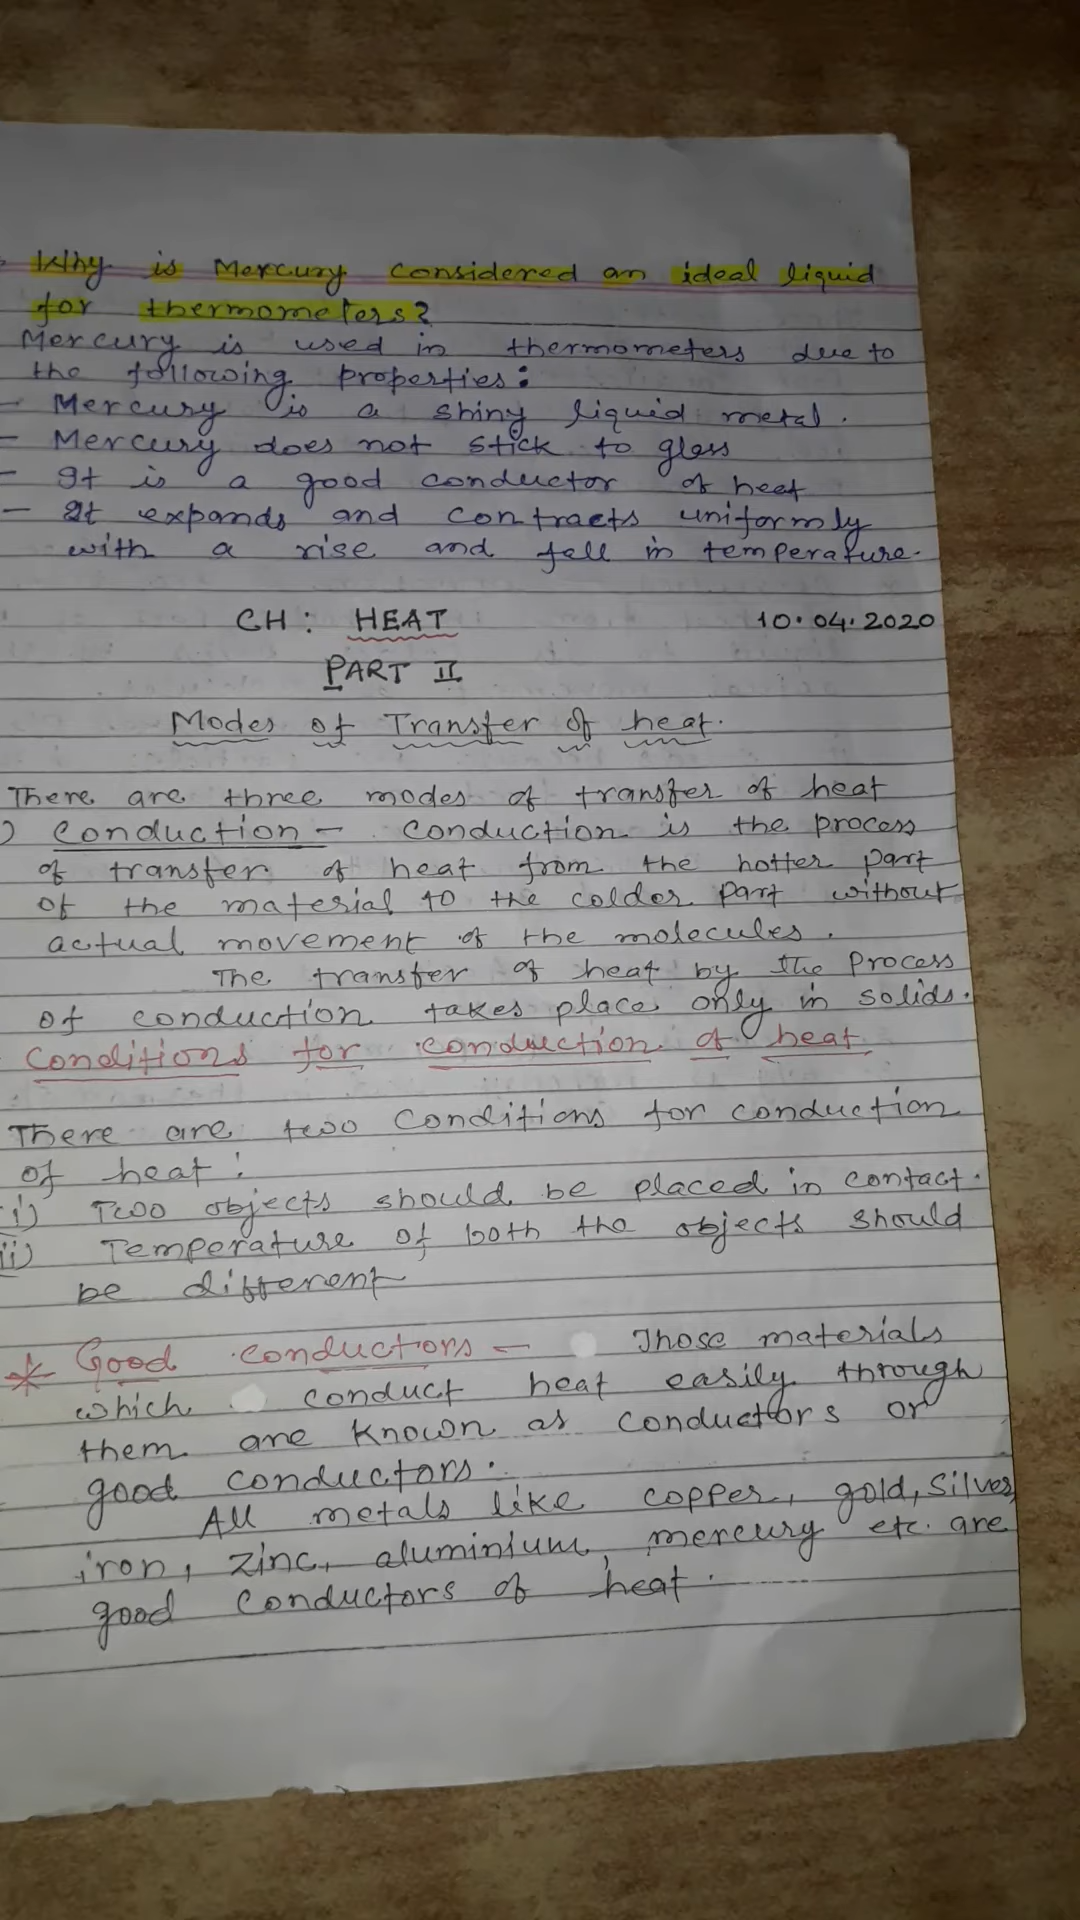 Why is Mercury considered an ideal liquid
for thermometers?
Mercury is used in thermometers due to
the following properties:
- Mercury is a shiny liquid metal.
- Mercury does not stick to glass
- It is a good conductor of heat
- It expands and contracts uniformly
with a rise and fall in temperature.
CH: HEAT 10.04.2020
PART II
Modes of Transfer of heat.
There are three modes of transfer of heat
) Conduction - conduction is the process
of transfer of heat from the hotter part
of the material to the colder part without
actual movement of the molecules.
The transfer of heat by the process
of conduction takes place only in solids.
Conditions for conduction of heat.
There are two conditions for conduction
of heat:
i) Two objects should be placed in contact.
ii) Temperature of both the objects should
be different
* Good conductors - Those materials
which conduct heat easily through
them are known as conductors or
good conductors.
All metals like copper, gold, silver,
iron, zinc, aluminium, mercury etc. are
good conductors of heat.